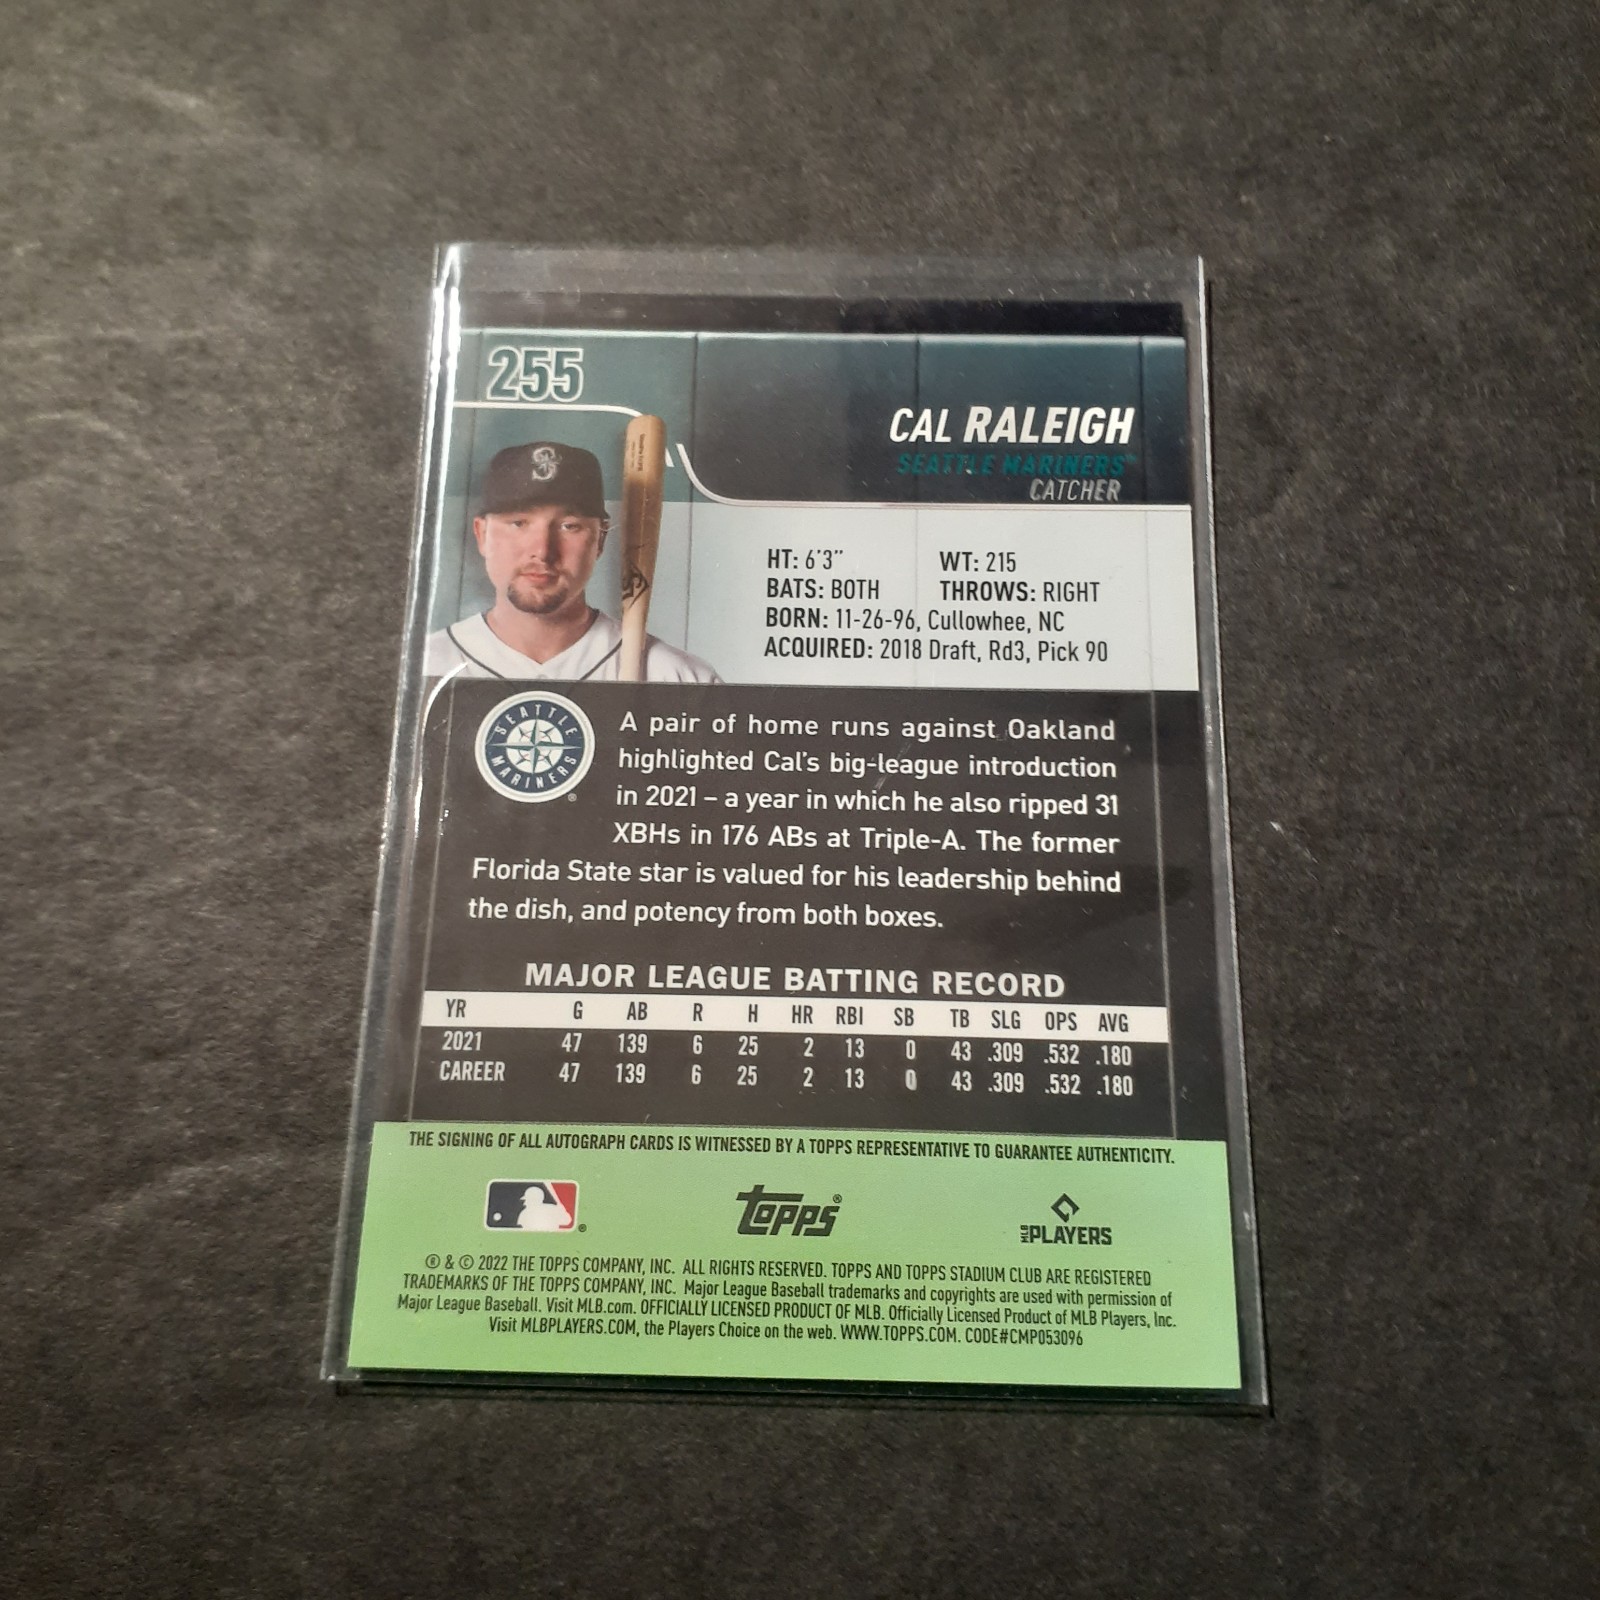 255
CAL RALEIGH
SEATTLE MARINERS™
CATCHER
S
HT: 6'3" WT: 215
BATS: BOTH THROWS: RIGHT
BORN: 11-26-96, Cullowhee, NC
ACQUIRED: 2018 Draft, Rd3, Pick 90
SEATTLE MARINERS ®
A pair of home runs against Oakland
highlighted Cal's big-league introduction
in 2021 – a year in which he also ripped 31
XBHs in 176 ABs at Triple-A. The former
Florida State star is valued for his leadership behind
the dish, and potency from both boxes.
MAJOR LEAGUE BATTING RECORD
YR G AB R H HR RBI SB TB SLG OPS AVG
2021 47 139 6 25 2 13 0 43 .309 .532 .180
CAREER 47 139 6 25 2 13 0 43 .309 .532 .180
THE SIGNING OF ALL AUTOGRAPH CARDS IS WITNESSED BY A TOPPS REPRESENTATIVE TO GUARANTEE AUTHENTICITY.
® Topps® MLB PLAYERS
® & © 2022 THE TOPPS COMPANY, INC. ALL RIGHTS RESERVED. TOPPS AND TOPPS STADIUM CLUB ARE REGISTERED
TRADEMARKS OF THE TOPPS COMPANY, INC. Major League Baseball trademarks and copyrights are used with permission of
Major League Baseball. Visit MLB.com. OFFICIALLY LICENSED PRODUCT OF MLB. Officially Licensed Product of MLB Players, Inc.
Visit MLBPLAYERS.COM, the Players Choice on the web. WWW.TOPPS.COM. CODE#CMP053096